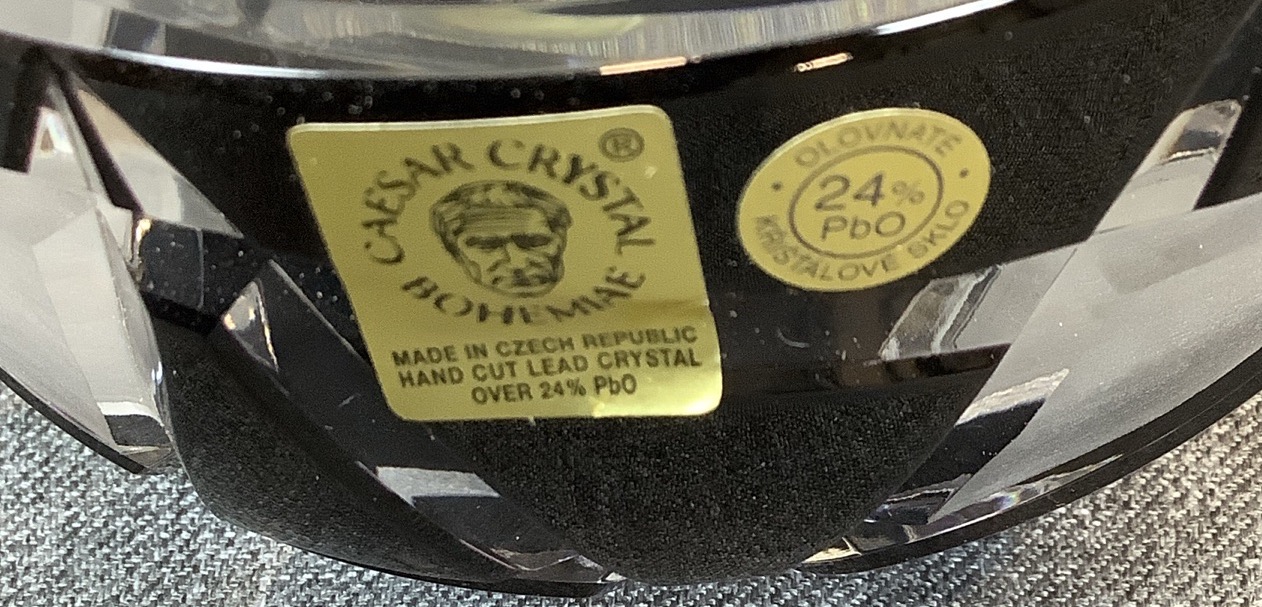 CAESAR CRYSTAL ®
BOHEMIAE
MADE IN CZECH REPUBLIC
HAND CUT LEAD CRYSTAL
OVER 24% PbO
OLOVNATE
24%
PbO
KRISTALOVE SKLO